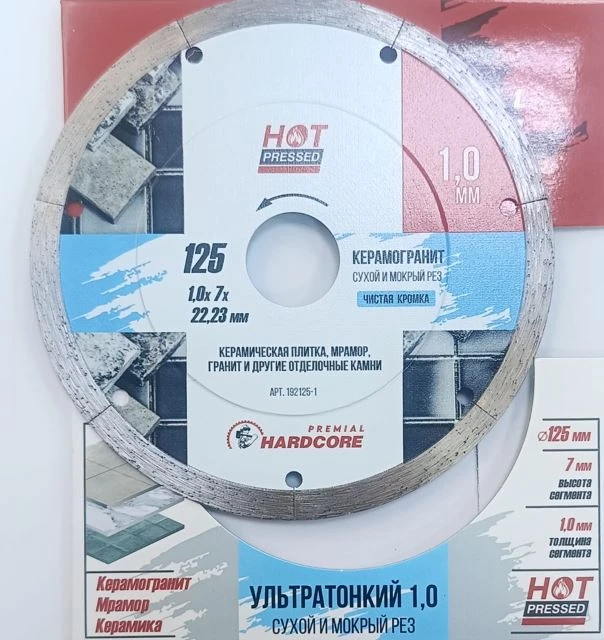 HOT
PRESSED
1,0
ММ
125
1,0x 7x
22,23 мм
КЕРАМОГРАНИТ
СУХОЙ И МОКРЫЙ РЕЗ
ЧИСТАЯ КРОМКА
КЕРАМИЧЕСКАЯ ПЛИТКА, МРАМОР,
ГРАНИТ И ДРУГИЕ ОТДЕЛОЧНЫЕ КАМНИ
АРТ. 192125-1
PREMIAL
HARDCORE
⌀125 мм
7 мм
высота
сегмента
1,0 мм
толщина
сегмента
Керамогранит
Мрамор
Керамика
УЛЬТРАТОНКИЙ 1,0
СУХОЙ И МОКРЫЙ РЕЗ
HOT
PRESSED